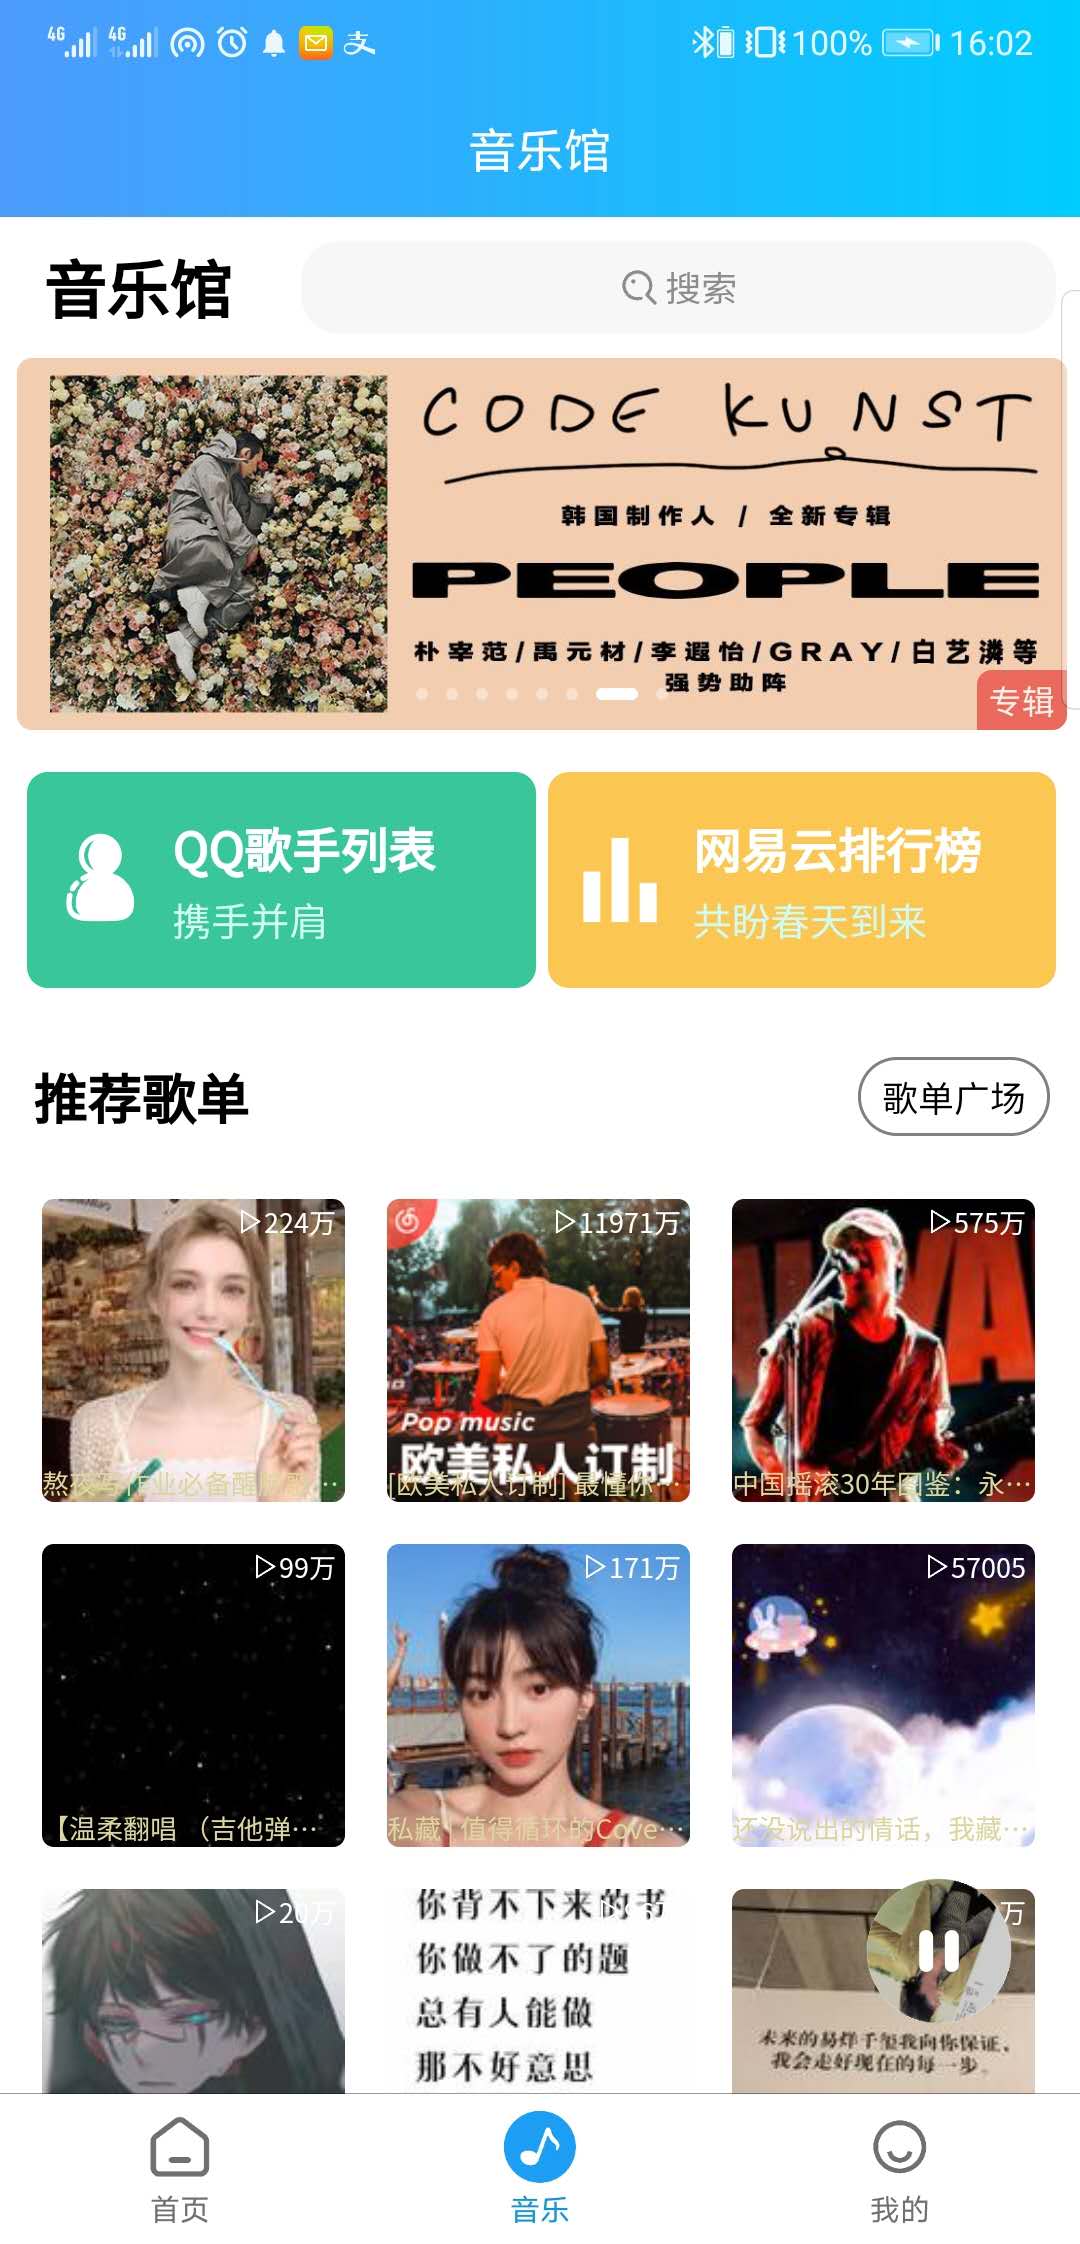 4G 4G 100% 16:02
音乐馆
音乐馆
搜索
CODE KUNST
韩国制作人 / 全新专辑
PEOPLE
朴宰范/禹元材/李遐怡/GRAY/白艺潾等
强势助阵
专辑
QQ歌手列表
携手并肩
网易云排行榜
共盼春天到来
推荐歌单
歌单广场
224万
11971万
575万
Pop music
欧美私人订制
熬夜写作业必备醒…
[欧美私人订制] 最懂你…
中国摇滚30年图鉴：永…
99万
171万
57005
【温柔翻唱 （吉他弹…
私藏 | 值得循环的Cove…
还没说出的情话，我藏…
20万
万
你背不下来的书
你做不了的题
总有人能做
那不好意思
未来的易烊千玺我向你保证、
我会走好现在的每一步。
首页
音乐
我的